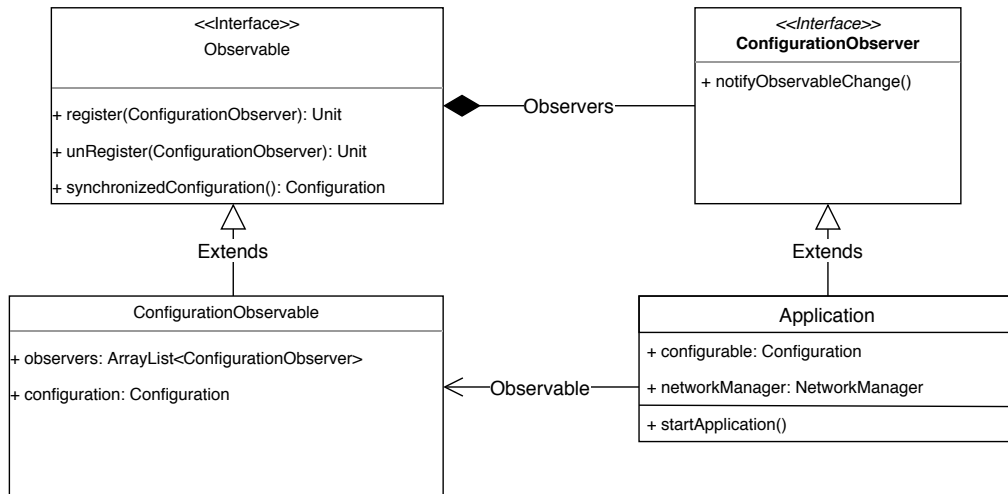 <<Interface>>
Observable
+ register(ConfigurationObserver): Unit
+ unRegister(ConfigurationObserver): Unit
+ synchronizedConfiguration(): Configuration
Observers
<<Interface>>
ConfigurationObserver
+ notifyObservableChange()
Extends
Extends
ConfigurationObservable
+ observers: ArrayList<ConfigurationObserver>
+ configuration: Configuration
Observable
Application
+ configurable: Configuration
+ networkManager: NetworkManager
+ startApplication()